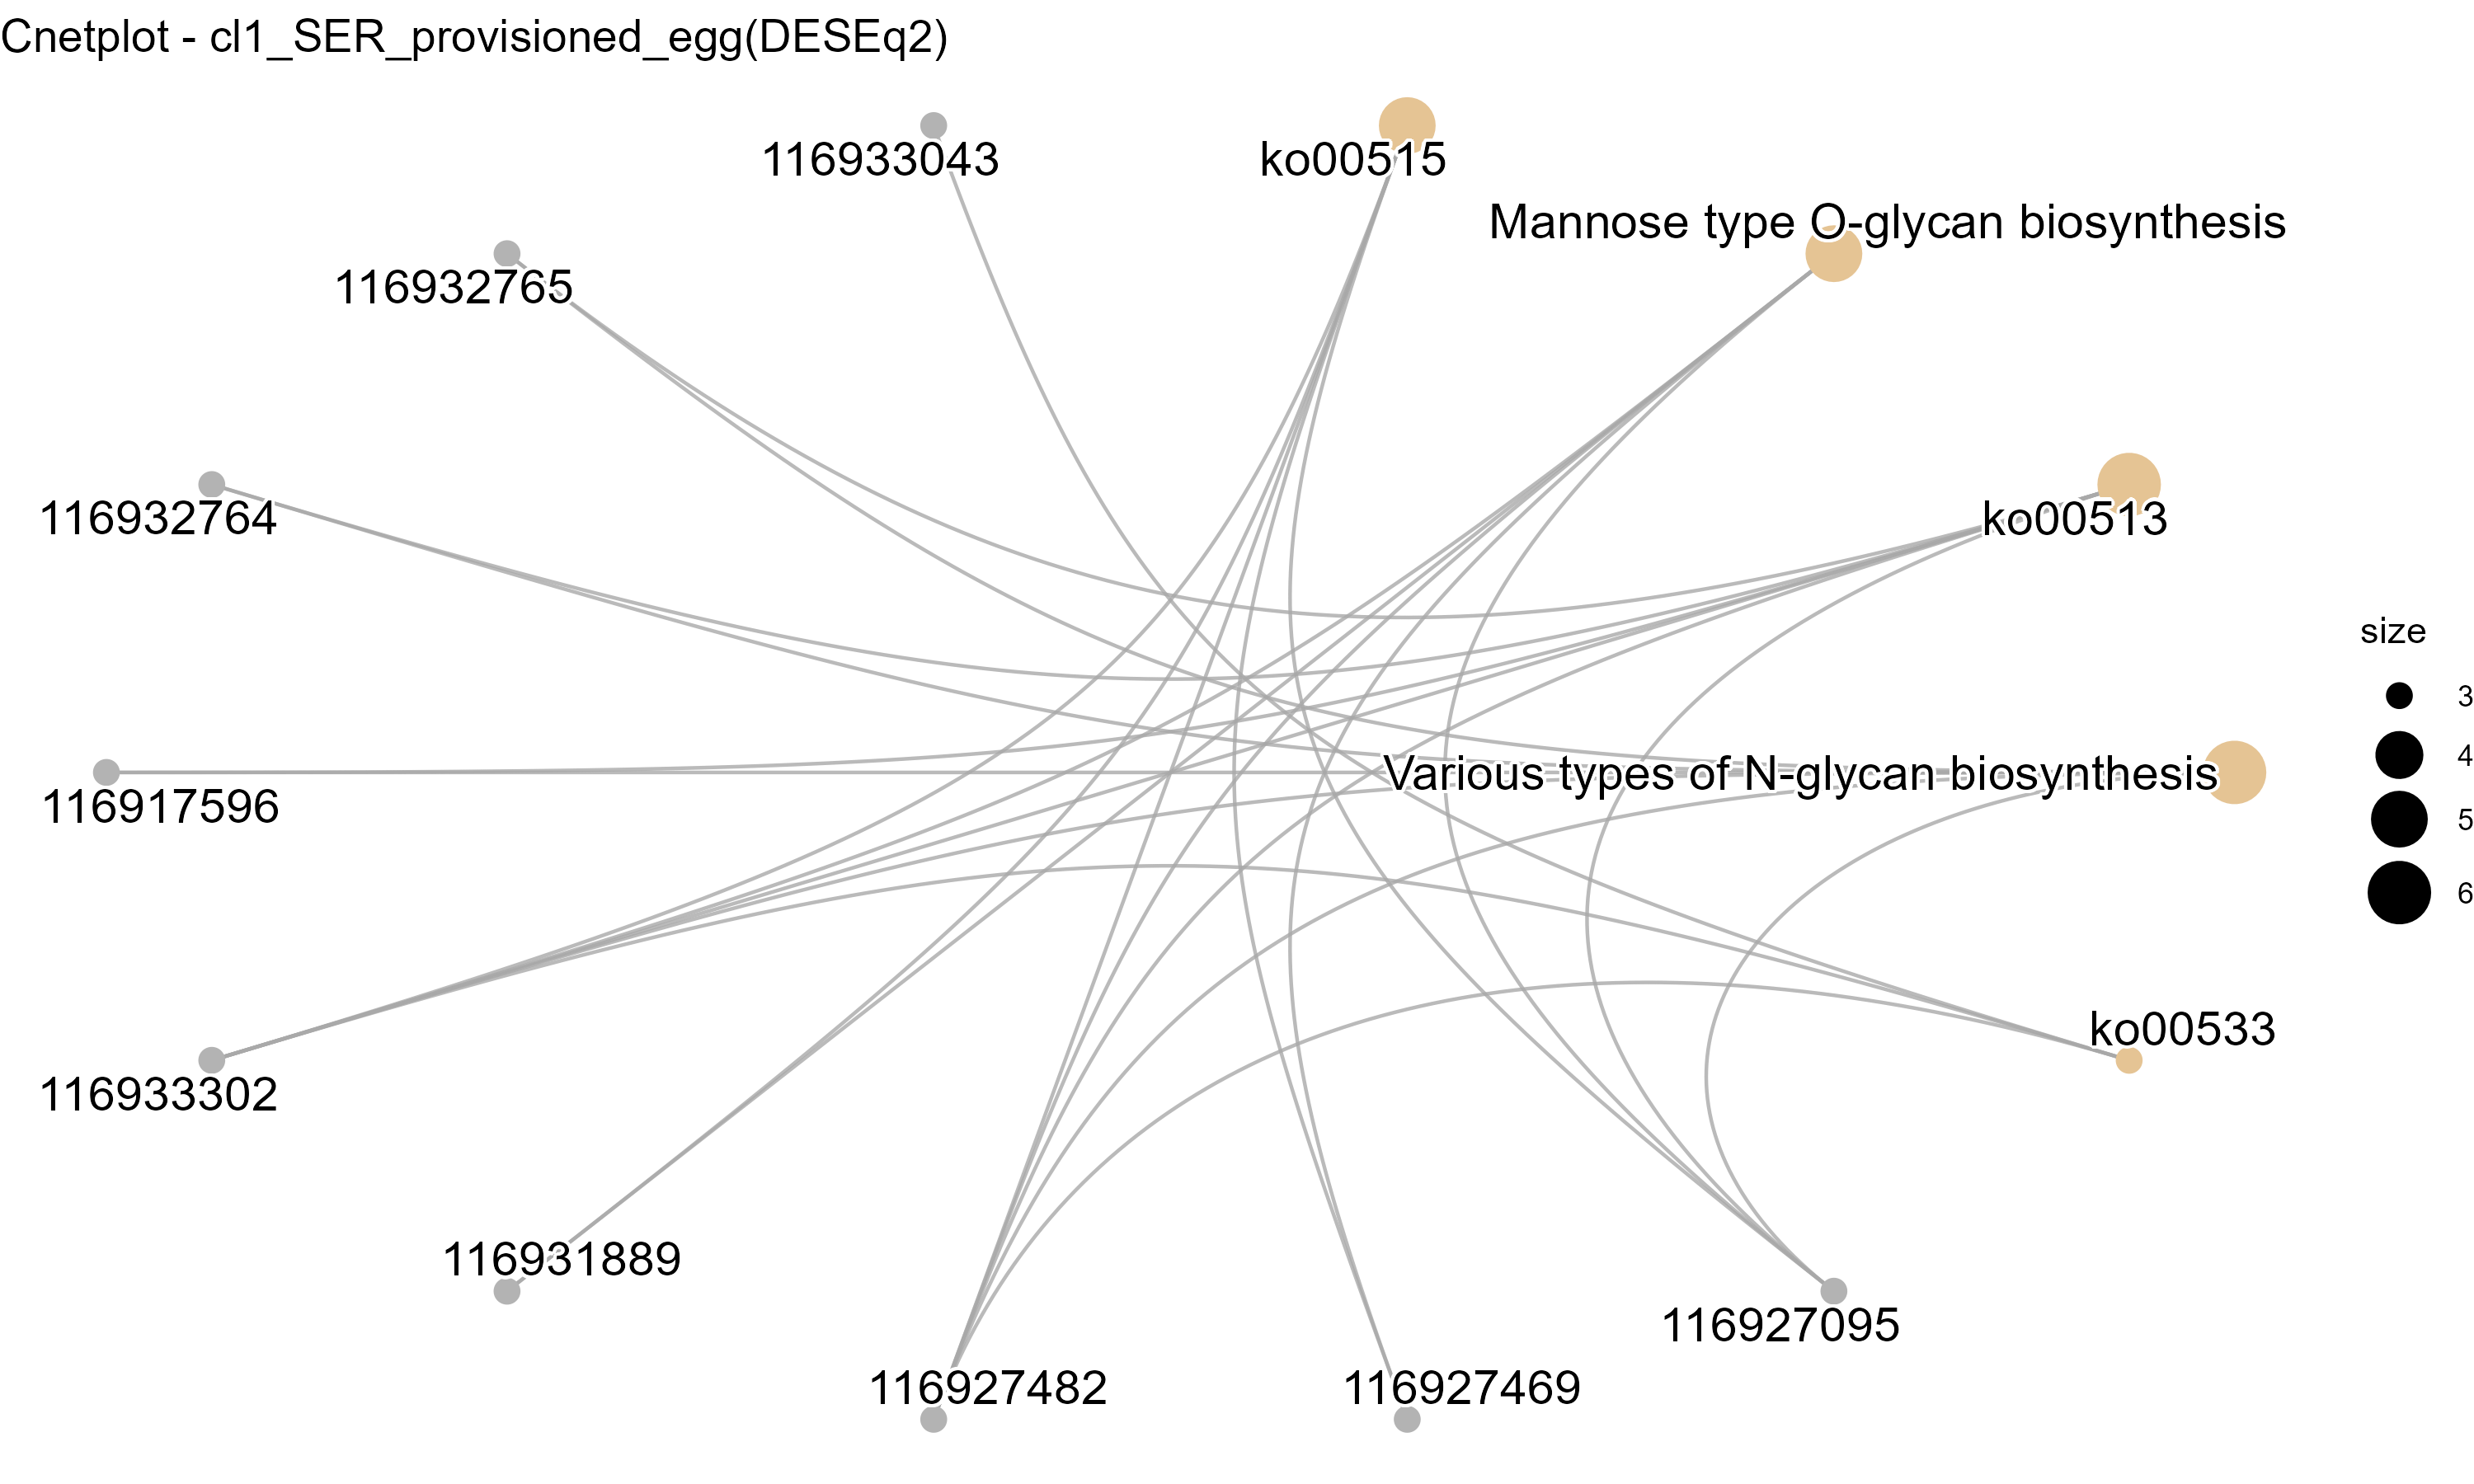 Cnetplot - cl1_SER_provisioned_egg(DESEq2)
116933043
ko00515
Mannose type O-glycan biosynthesis
116932765
116932764
ko00513
size
3
4
5
6
Various types of N-glycan biosynthesis
116917596
ko00533
116933302
116931889
116927095
116927482
116927469